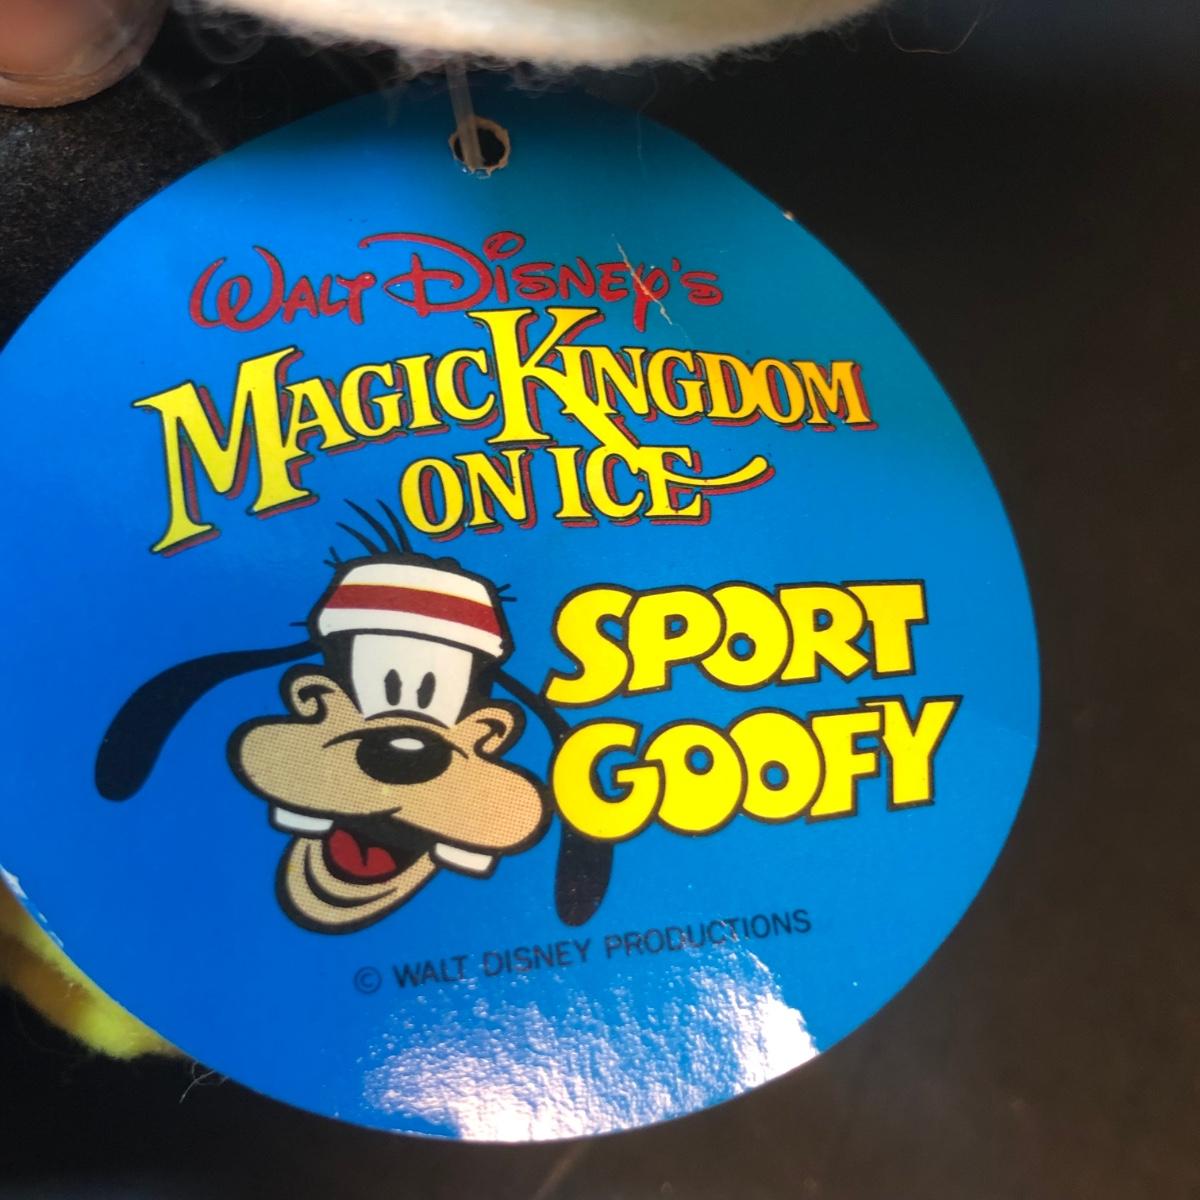 WALT DISNEY'S
MAGIC KINGDOM
ON ICE
SPORT
GOOFY
© WALT DISNEY PRODUCTIONS